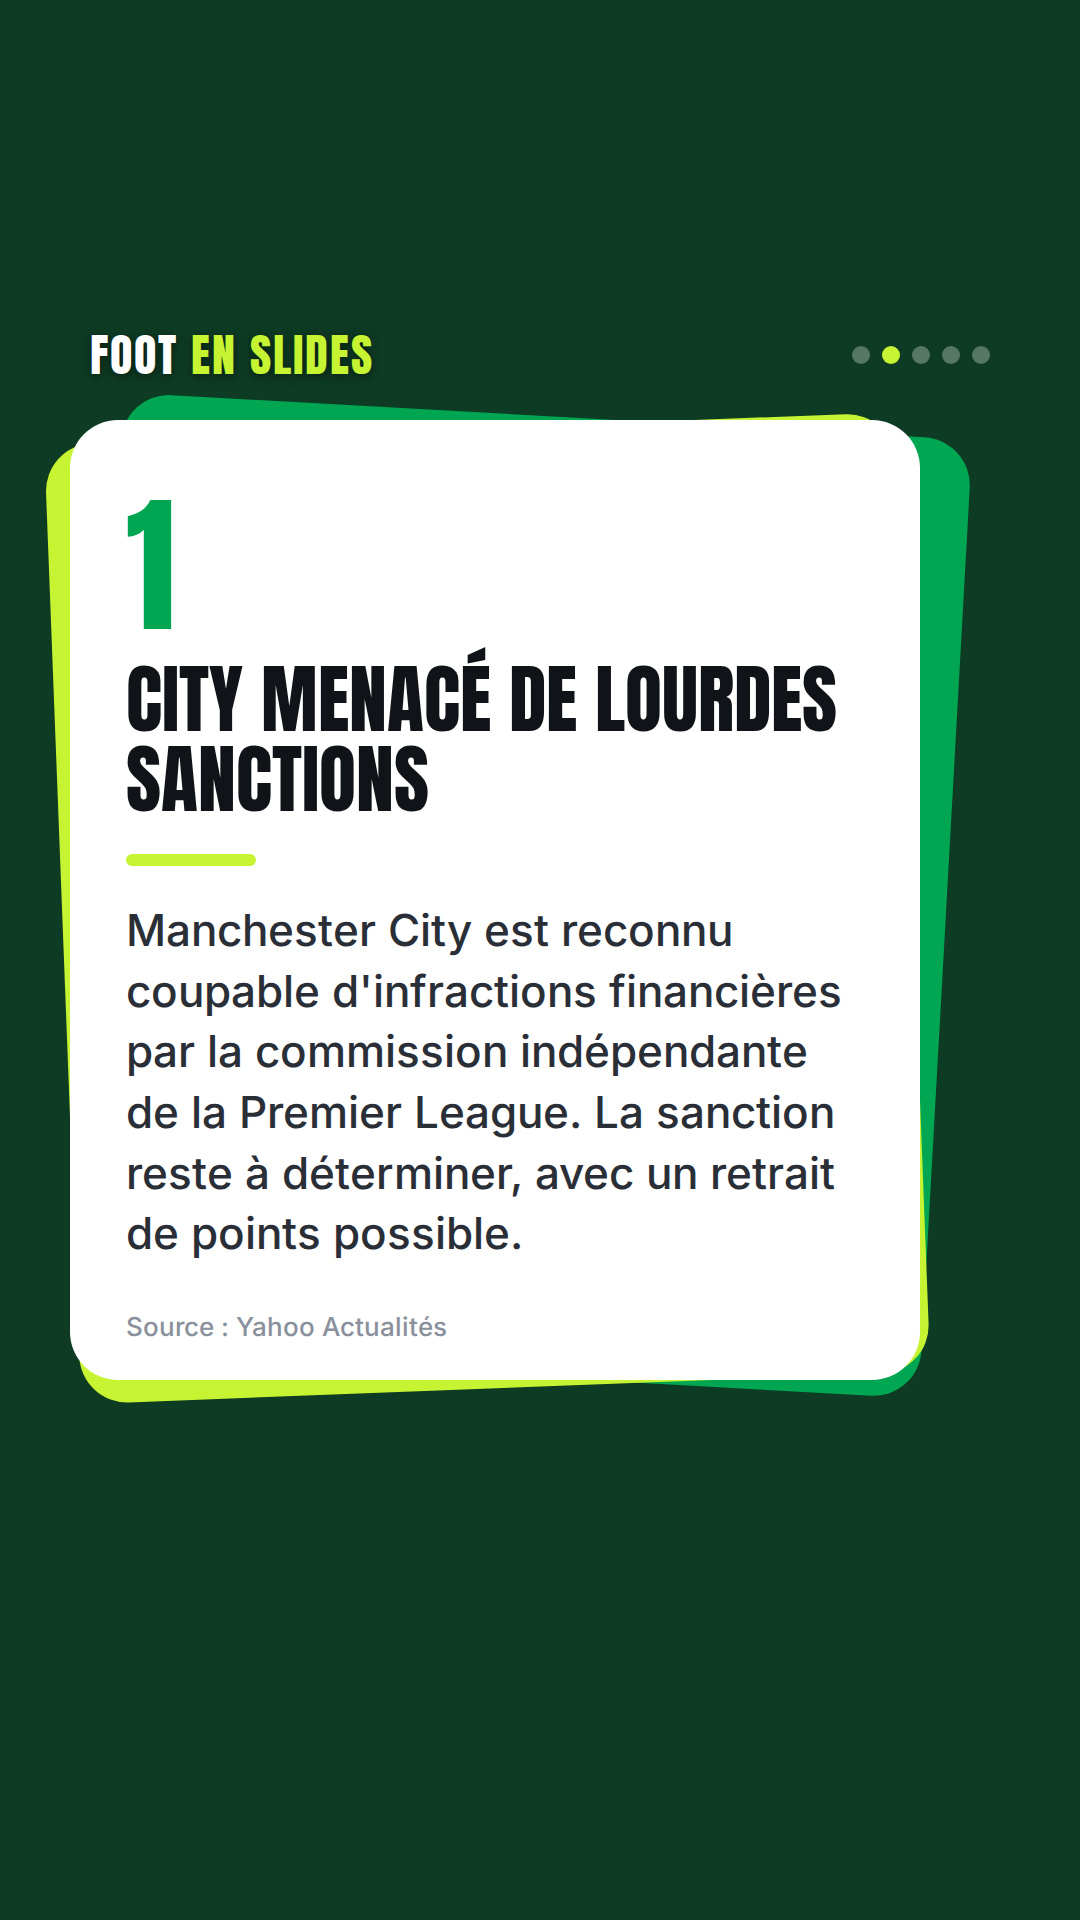 FOOT EN SLIDES
1
CITY MENACÉ DE LOURDES
SANCTIONS
Manchester City est reconnu
coupable d'infractions financières
par la commission indépendante
de la Premier League. La sanction
reste à déterminer, avec un retrait
de points possible.
Source : Yahoo Actualités